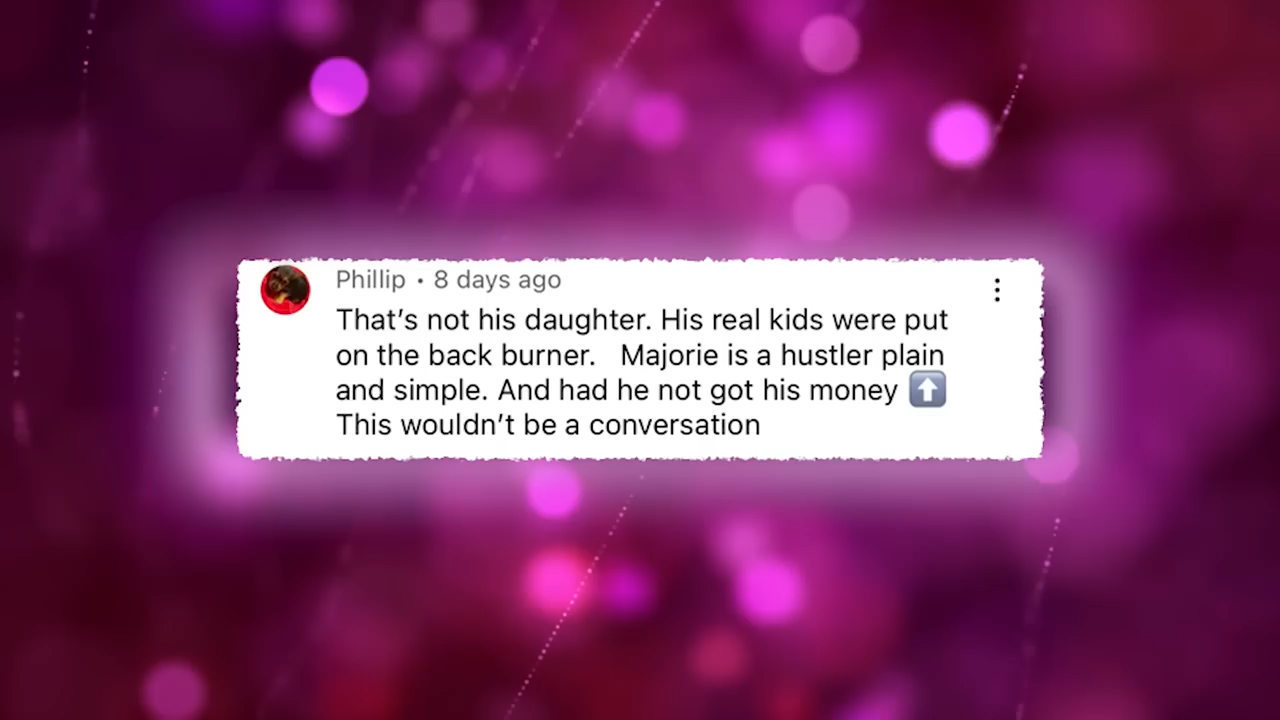 Phillip • 8 days ago
That’s not his daughter. His real kids were put
on the back burner.   Majorie is a hustler plain
and simple. And had he not got his money ⬆️
This wouldn’t be a conversation